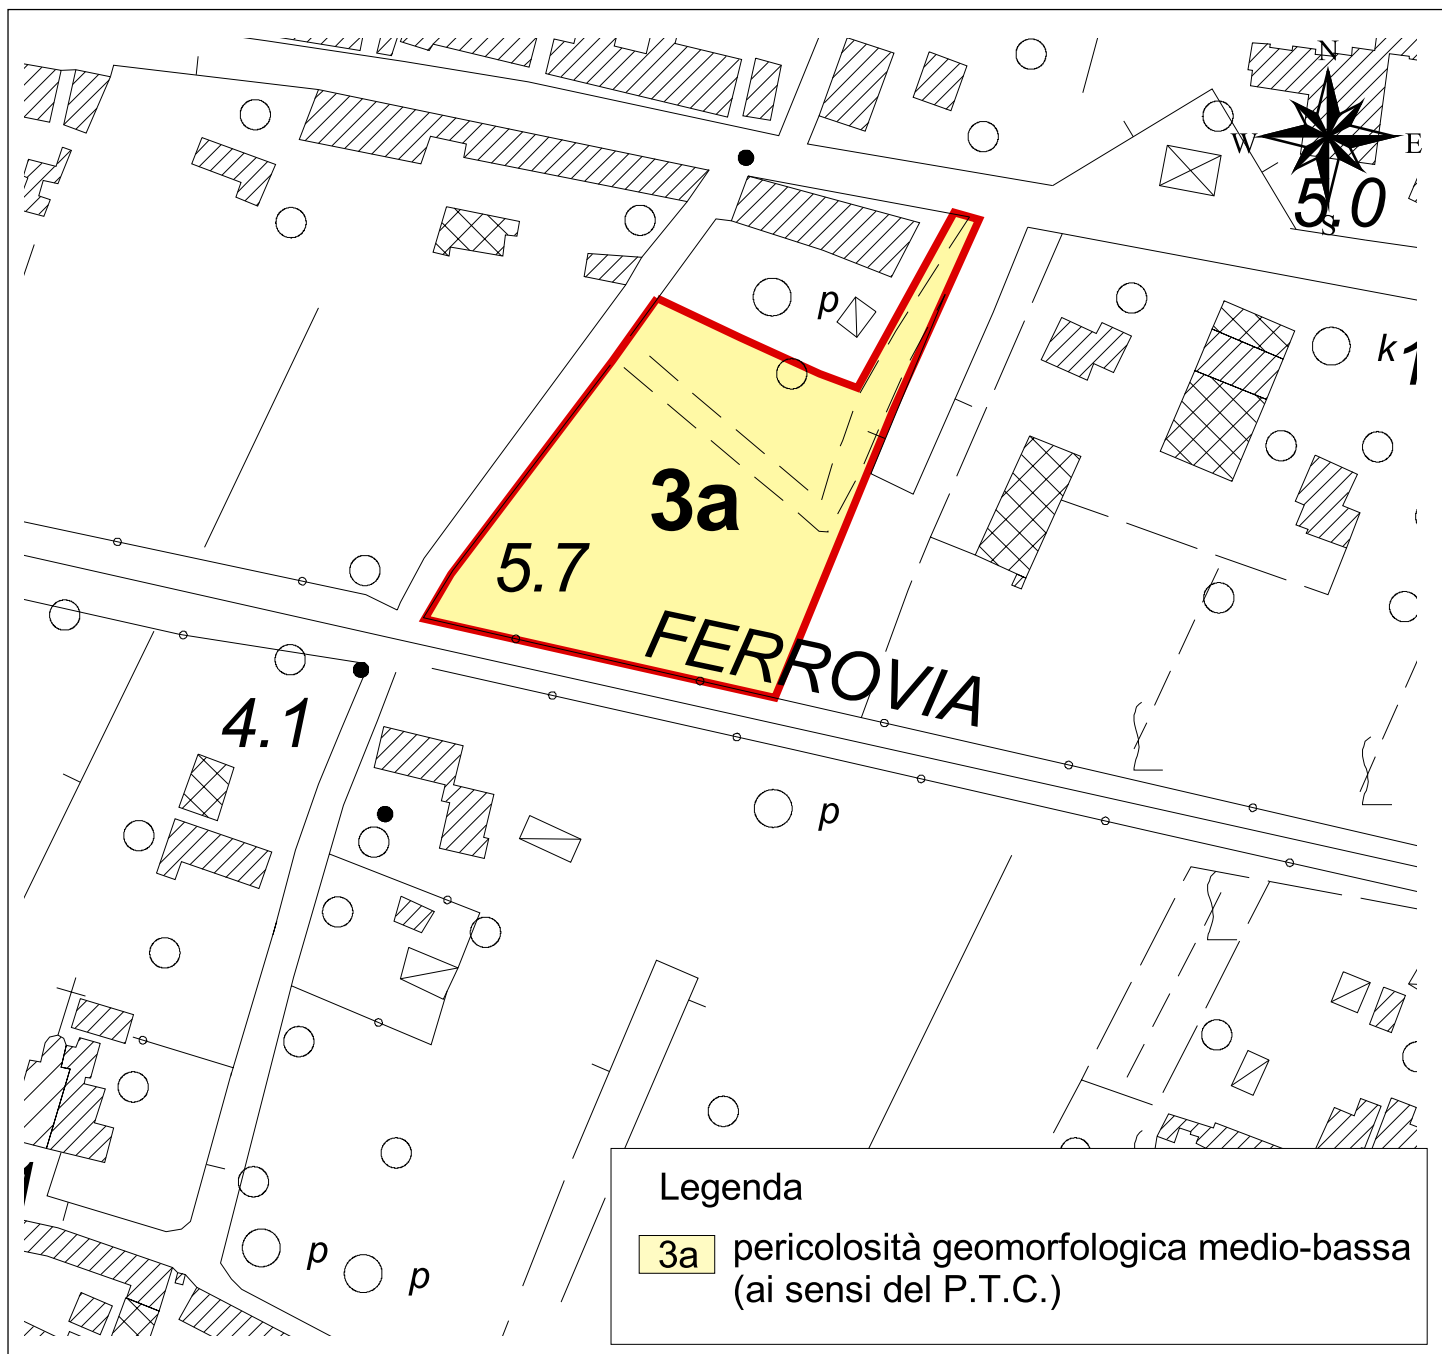 N
W
E
S
5.0
p
k
3a
5.7
FERROVIA
4.1
p
p
p
Legenda
3a pericolosità geomorfologica medio-bassa
(ai sensi del P.T.C.)